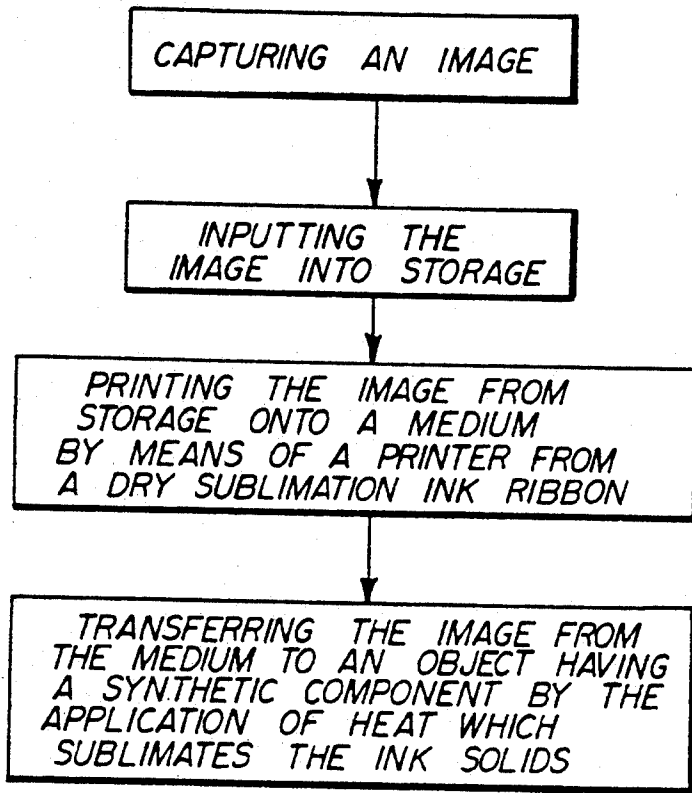 CAPTURING AN IMAGE
INPUTTING THE
IMAGE INTO STORAGE
PRINTING THE IMAGE FROM
STORAGE ONTO A MEDIUM
BY MEANS OF A PRINTER FROM
A DRY SUBLIMATION INK RIBBON
TRANSFERRING THE IMAGE FROM
THE MEDIUM TO AN OBJECT HAVING
A SYNTHETIC COMPONENT BY THE
APPLICATION OF HEAT WHICH
SUBLIMATES THE INK SOLIDS